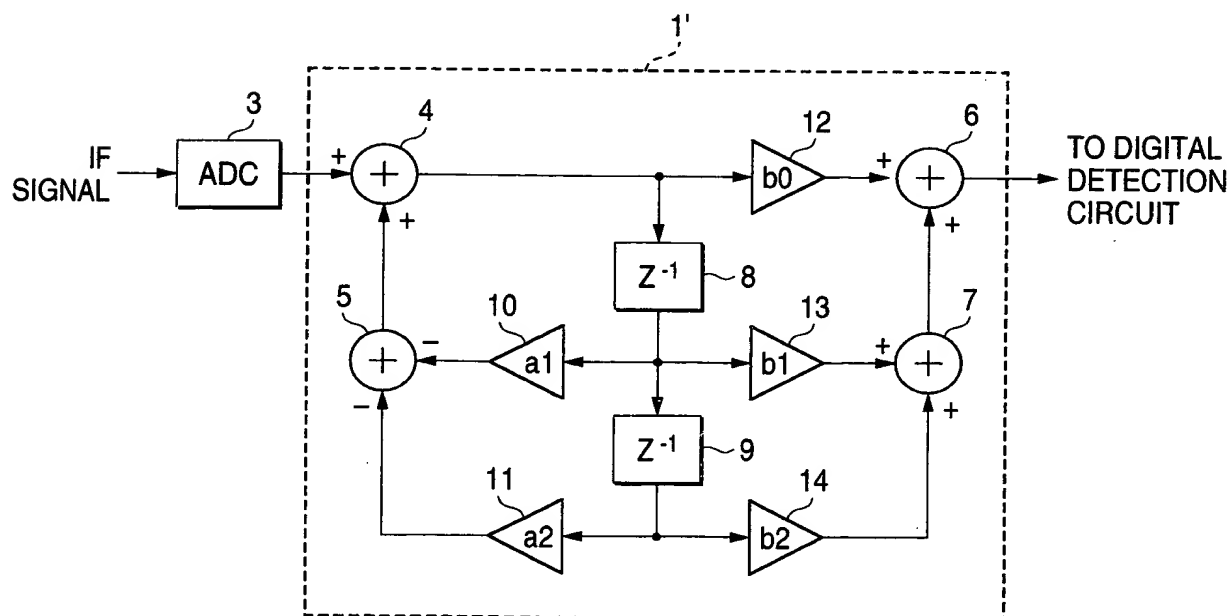 1'
3
4
12
6
IF
SIGNAL
ADC
+
+
b0
+
+
TO DIGITAL
DETECTION
CIRCUIT
+
+
Z⁻¹
8
5
10
13
7
−
+
a1
b1
+
+
−
+
Z⁻¹
9
11
14
a2
b2